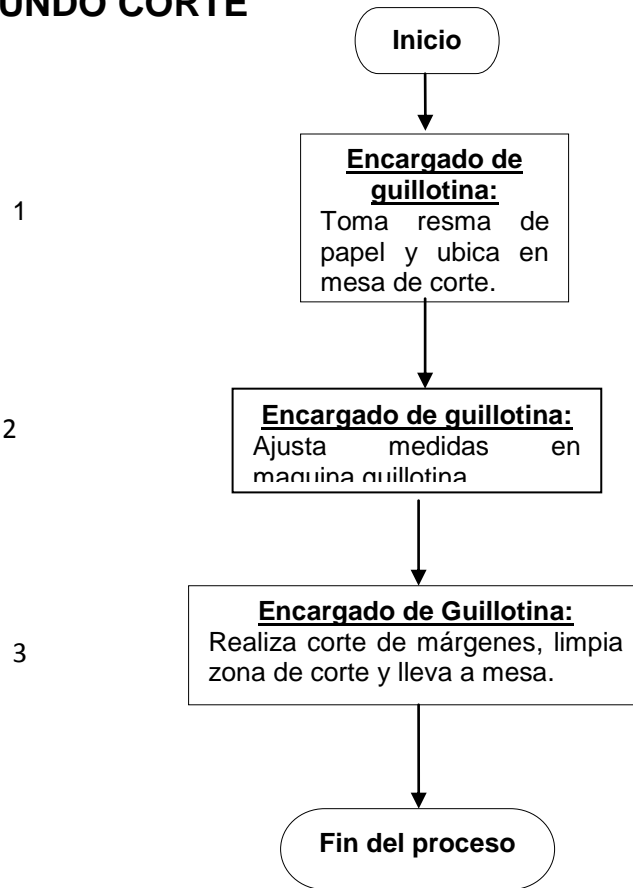 UNDO CORTE
Inicio
1
Encargado de
guillotina:
Toma resma de
papel y ubica en
mesa de corte.
2
Encargado de guillotina:
Ajusta medidas en
maquina guillotina
3
Encargado de Guillotina:
Realiza corte de márgenes, limpia
zona de corte y lleva a mesa.
Fin del proceso